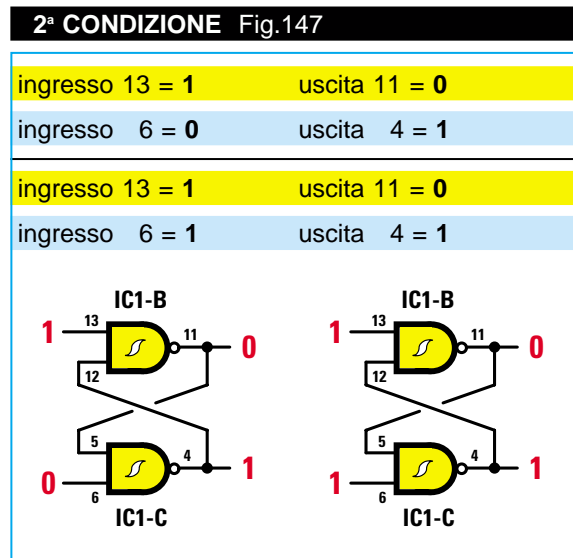 2ª CONDIZIONE Fig.147
ingresso 13 = 1 uscita 11 = 0
ingresso 6 = 0 uscita 4 = 1
ingresso 13 = 1 uscita 11 = 0
ingresso 6 = 1 uscita 4 = 1
IC1-B
1 13 11 0
12
5
0 6 4 1
IC1-C
IC1-B
1 13 11 0
12
5
1 6 4 1
IC1-C